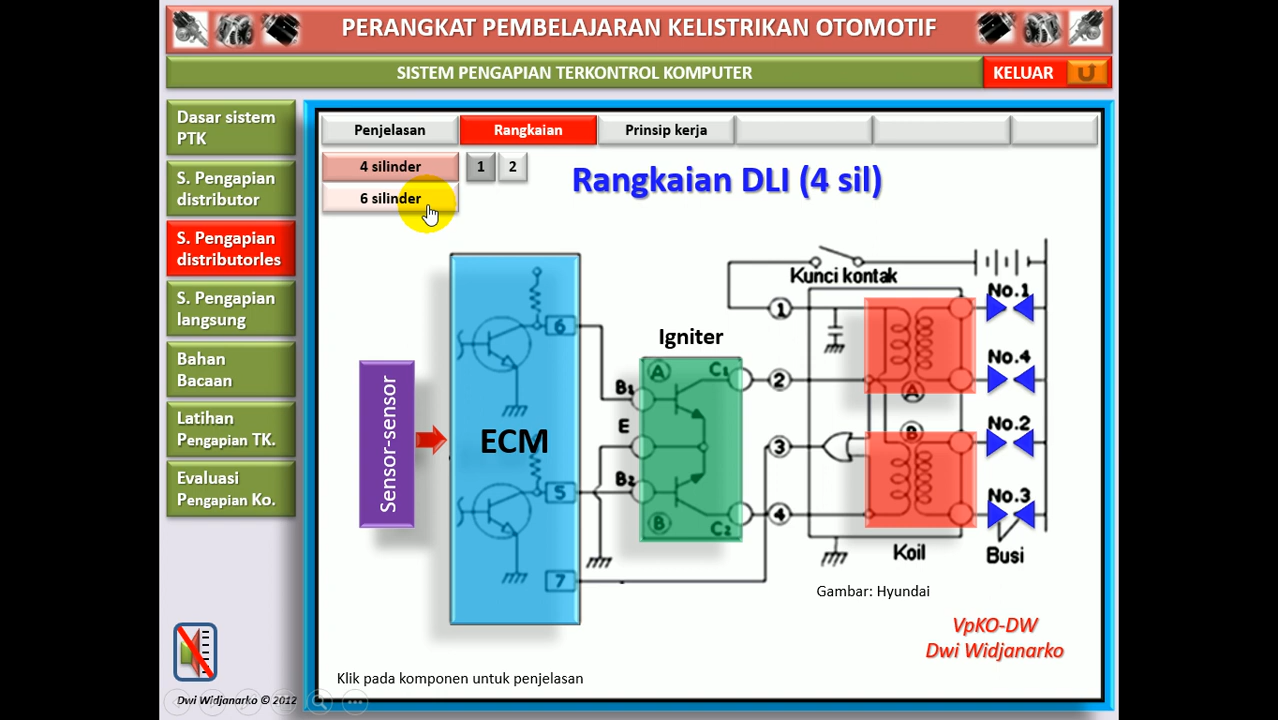 PERANGKAT PEMBELAJARAN KELISTRIKAN OTOMOTIF
SISTEM PENGAPIAN TERKONTROL KOMPUTER
KELUAR
Dasar sistem
PTK
S. Pengapian
distributor
S. Pengapian
distributorles
S. Pengapian
langsung
Bahan
Bacaan
Latihan
Pengapian TK.
Evaluasi
Pengapian Ko.
Penjelasan
Rangkaian
Prinsip kerja
4 silinder
1
2
6 silinder
Rangkaian DLI (4 sil)
Kunci kontak
Sensor-sensor
ECM
6
5
7
Igniter
A
C1
B1
E
B2
B
C2
1
2
3
4
A
B
Koil
No.1
No.4
No.2
No.3
Busi
Gambar: Hyundai
VpKO-DW
Dwi Widjanarko
Klik pada komponen untuk penjelasan
Dwi Widjanarko © 2012